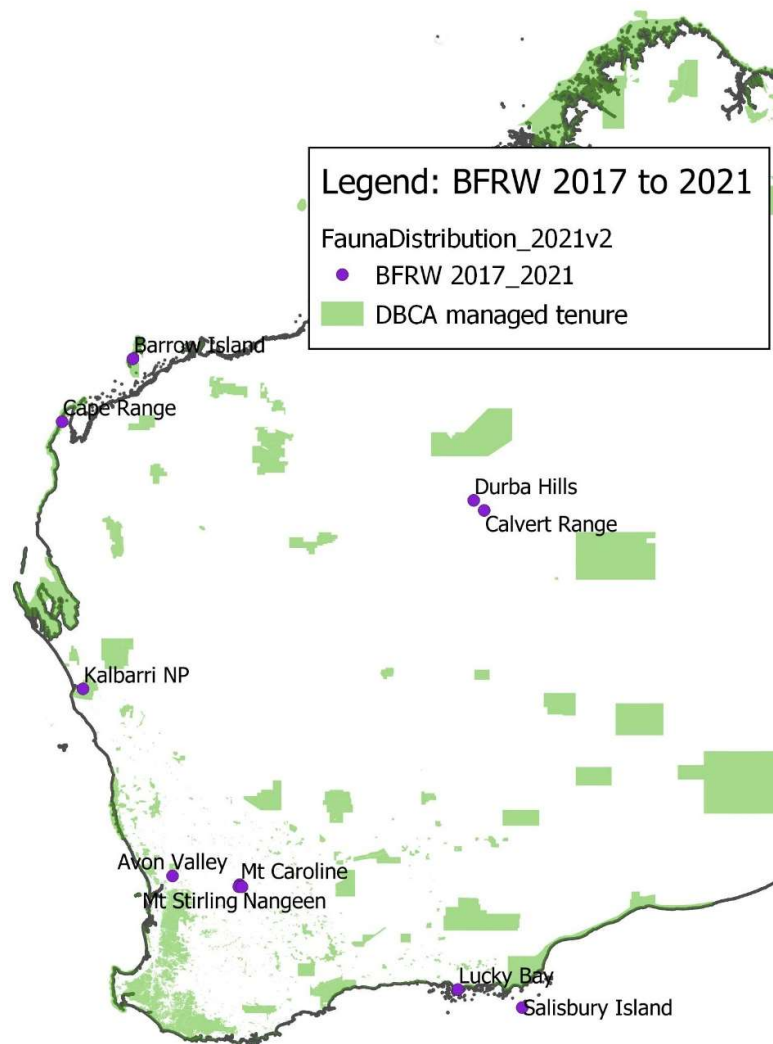 Legend: BFRW 2017 to 2021
FaunaDistribution_2021v2
BFRW 2017_2021
DBCA managed tenure
Barrow Island
Cape Range
Durba Hills
Calvert Range
Kalbarri NP
Avon Valley
Mt Caroline
Mt Stirling Nangeen
Lucky Bay
Salisbury Island